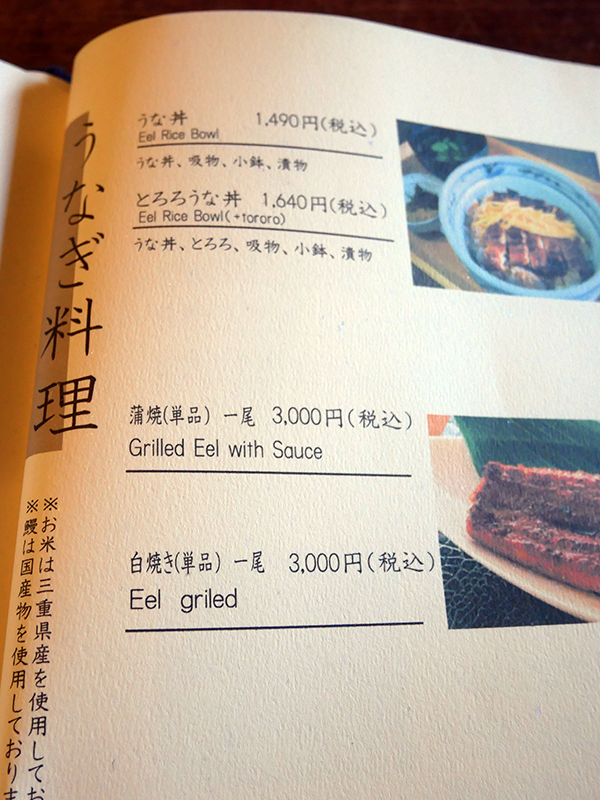 うなぎ料理
うな丼 1,490円(税込)
Eel Rice Bowl
うな丼、吸物、小鉢、漬物
とろろうな丼 1,640円(税込)
Eel Rice Bowl(+tororo)
うな丼、とろろ、吸物、小鉢、漬物
蒲焼(単品) 一尾 3,000円(税込)
Grilled Eel with Sauce
白焼き(単品) 一尾 3,000円(税込)
Eel griled
※お米は三重県産を使用してお
※鰻は国産物を使用しており